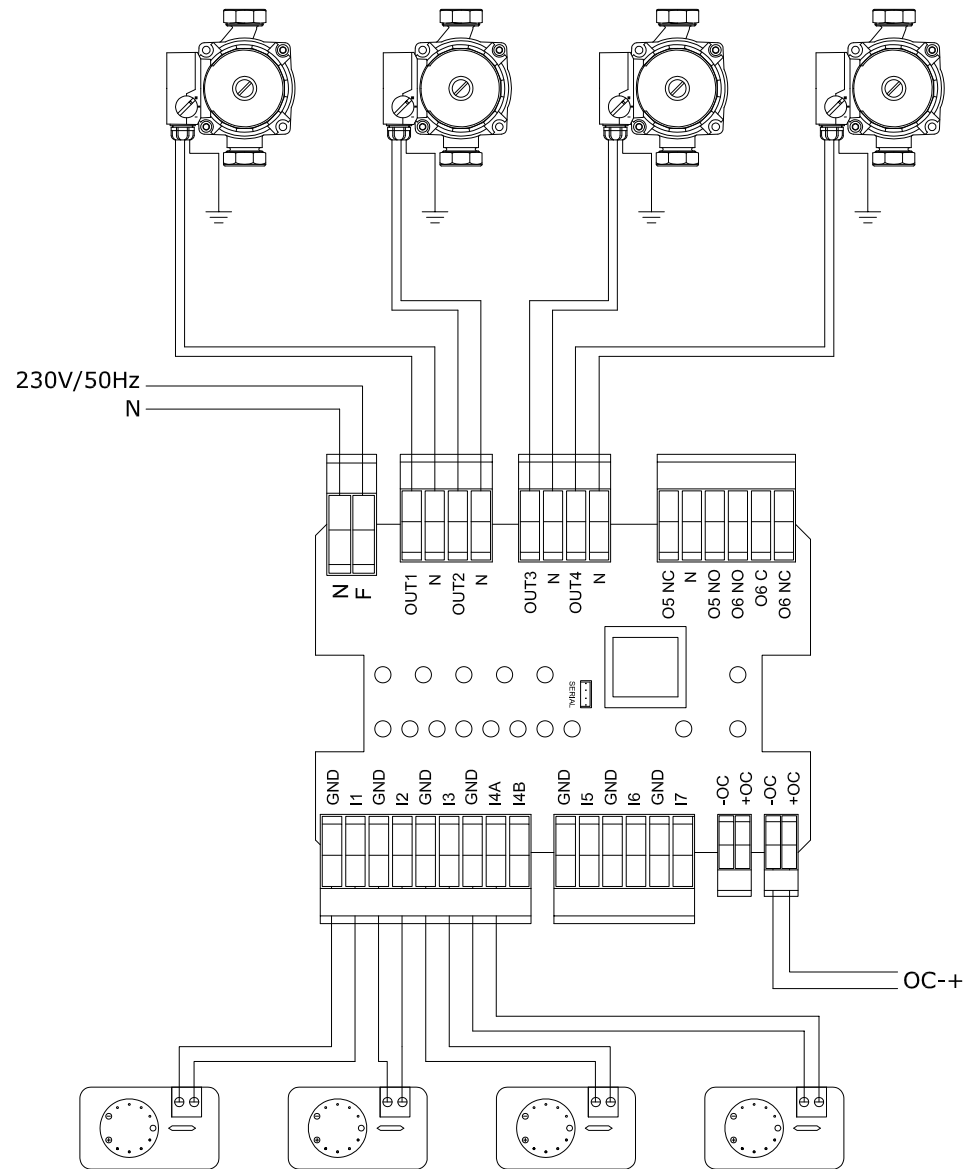 230V/50Hz
N
N
F
OUT1
N
OUT2
N
OUT3
N
OUT4
N
O5 NC
N
O5 NO
O6 NO
O6 C
O6 NC
SERIAL
GND
I1
GND
I2
GND
I3
GND
I4A
I4B
GND
I5
GND
I6
GND
I7
-OC
+OC
-OC
+OC
OC-+